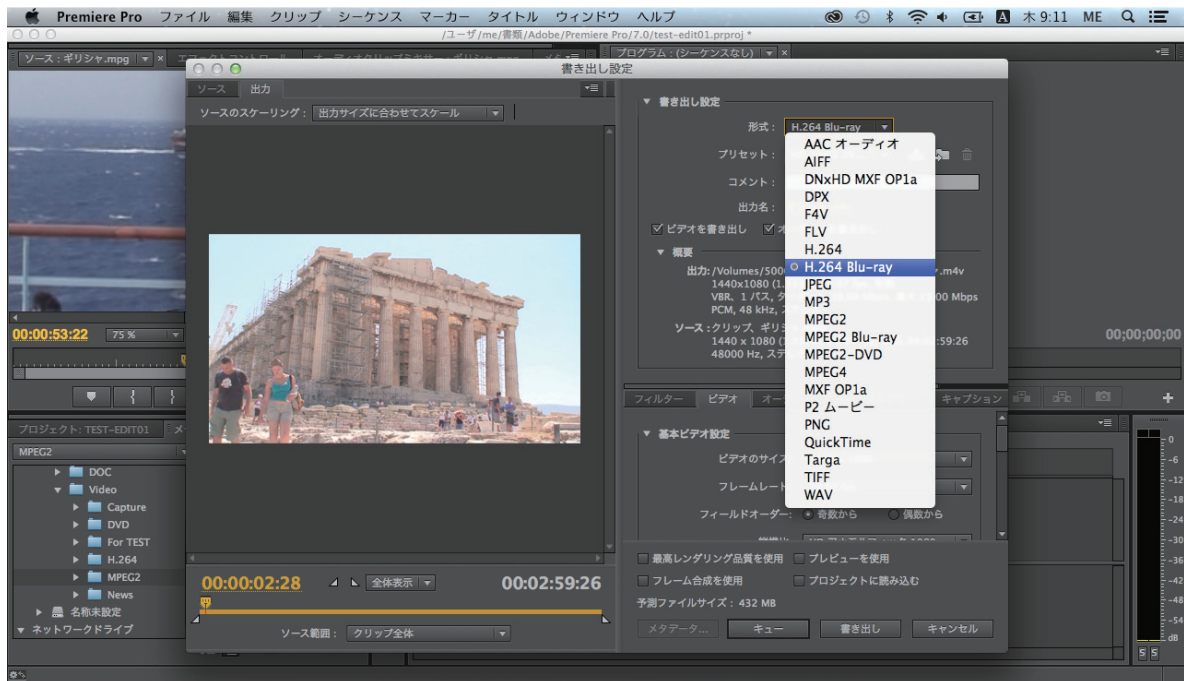 Premiere Pro ファイル 編集 クリップ シーケンス マーカー タイトル ウィンドウ ヘルプ 木 9:11 ME
/ユーザ/me/書類/Adobe/Premiere Pro/7.0/test-edit01.prproj *
ソース : ギリシャ.mpg
プログラム : (シーケンスなし)
書き出し設定
ソース 出力
ソースのスケーリング : 出力サイズに合わせてスケール
書き出し設定
形式 : H.264 Blu-ray
プリセット :
コメント :
出力名 :
ビデオを書き出し
概要
出力: /Volumes/500 .m4v
1440x1080 (1.
VBR、1 パス, 00 Mbps
PCM, 48 kHz,
ソース : クリップ、ギリシ
1440 x 1080 ( :59:26
48000 Hz, ステ
AAC オーディオ
AIFF
DNxHD MXF OP1a
DPX
F4V
FLV
H.264
H.264 Blu-ray
JPEG
MP3
MPEG2
MPEG2 Blu-ray
MPEG2-DVD
MPEG4
MXF OP1a
P2 ムービー
PNG
QuickTime
Targa
TIFF
WAV
00:00:53:22 75 %
00;00;00;00
フィルター ビデオ オー キャプション
基本ビデオ設定
ビデオのサイズ
フレームレート
フィールドオーダー: 奇数から 偶数から
最高レンダリング品質を使用 プレビューを使用
フレーム合成を使用 プロジェクトに読み込む
予測ファイルサイズ : 432 MB
メタデータ... キュー 書き出し キャンセル
00:00:02:28 全体表示 00:02:59:26
ソース範囲 : クリップ全体
プロジェクト: TEST-EDIT01
MPEG2
DOC
Video
Capture
DVD
For TEST
H.264
MPEG2
News
名称未設定
ネットワークドライブ
0
-6
-12
-18
-24
-30
-36
-42
-48
-54
dB
S S